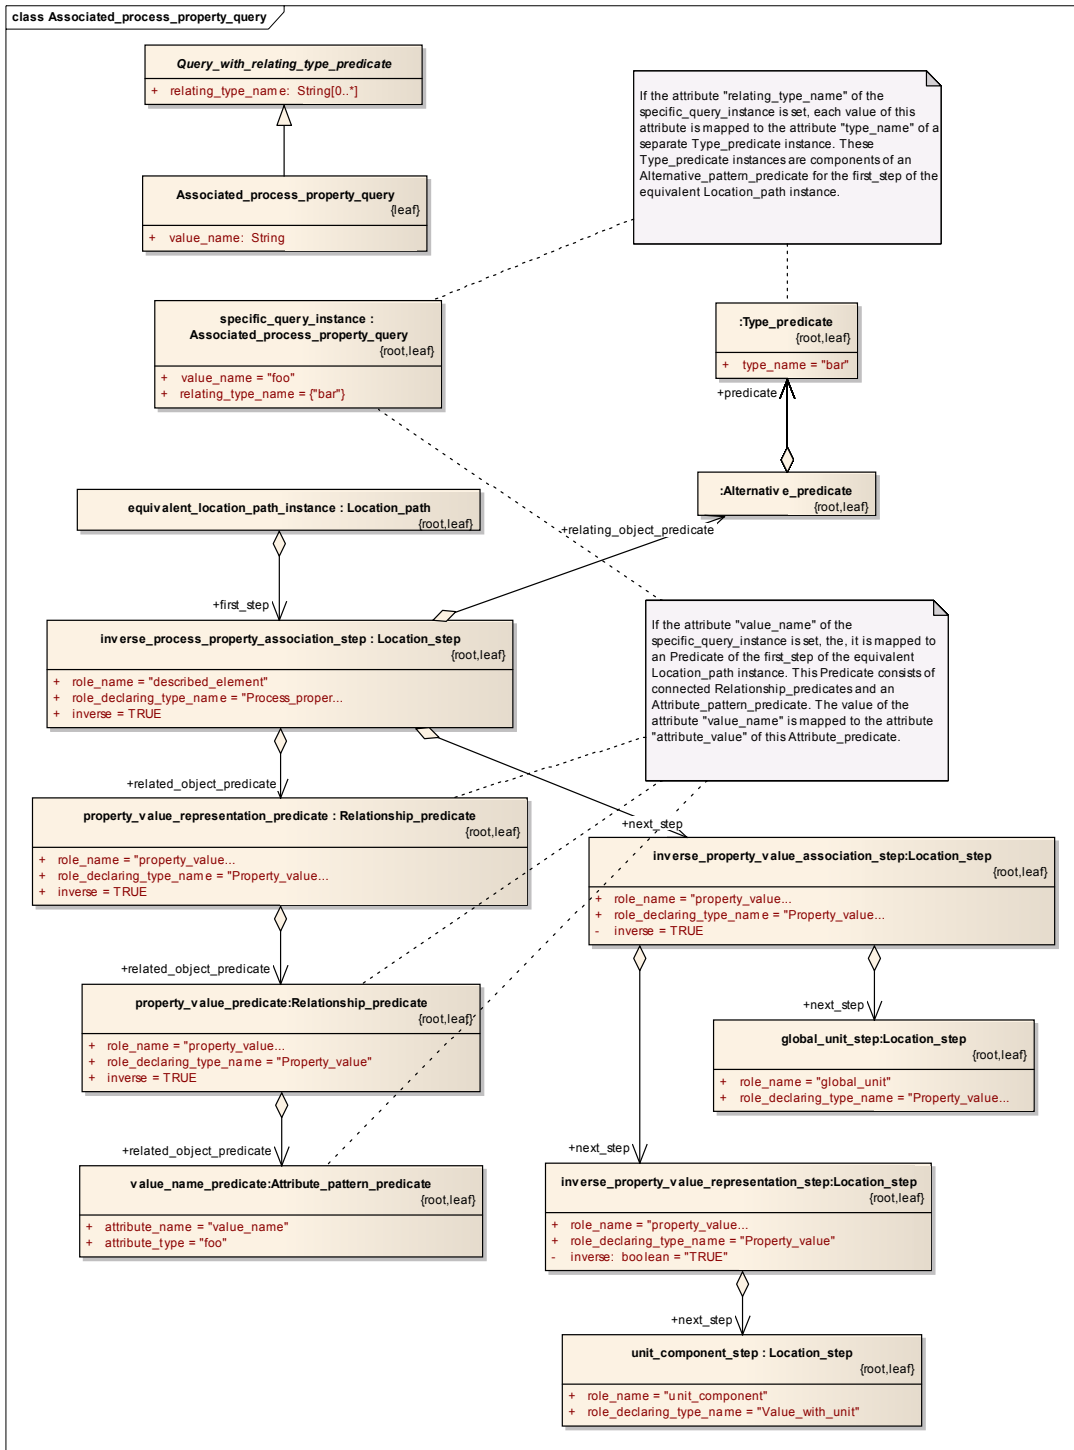 class Associated_process_property_query
Query_with_relating_type_predicate
+ relating_type_name: String[0..*]
If the attribute "relating_type_name" of the
specific_query_instance is set, each value of this
attribute is mapped to the attribute "type_name" of a
separate Type_predicate instance. These
Type_predicate instances are components of an
Alternative_pattern_predicate for the first_step of the
equivalent Location_path instance.
Associated_process_property_query
{leaf}
+ value_name: String
specific_query_instance :
Associated_process_property_query
{root,leaf}
+ value_name = "foo"
+ relating_type_name = {"bar"}
:Type_predicate
{root,leaf}
+ type_name = "bar"
+predicate
:Alternative_predicate
{root,leaf}
equivalent_location_path_instance : Location_path
{root,leaf}
+relating_object_predicate
+first_step
inverse_process_property_association_step : Location_step
{root,leaf}
+ role_name = "described_element"
+ role_declaring_type_name = "Process_proper...
+ inverse = TRUE
If the attribute "value_name" of the
specific_query_instance is set, the, it is mapped to
an Predicate of the first_step of the equivalent
Location_path instance. This Predicate consists of
connected Relationship_predicates and an
Attribute_pattern_predicate. The value of the
attribute "value_name" is mapped to the attribute
"attribute_value" of this Attribute_predicate.
+related_object_predicate
property_value_representation_predicate : Relationship_predicate
{root,leaf}
+ role_name = "property_value...
+ role_declaring_type_name = "Property_value...
+ inverse = TRUE
+next_step
inverse_property_value_association_step:Location_step
{root,leaf}
+ role_name = "property_value...
+ role_declaring_type_name = "Property_value...
- inverse = TRUE
+related_object_predicate
property_value_predicate:Relationship_predicate
{root,leaf}
+ role_name = "property_value...
+ role_declaring_type_name = "Property_value"
+ inverse = TRUE
+next_step
global_unit_step:Location_step
{root,leaf}
+ role_name = "global_unit"
+ role_declaring_type_name = "Property_value...
+related_object_predicate
value_name_predicate:Attribute_pattern_predicate
{root,leaf}
+ attribute_name = "value_name"
+ attribute_type = "foo"
+next_step
inverse_property_value_representation_step:Location_step
{root,leaf}
+ role_name = "property_value...
+ role_declaring_type_name = "Property_value"
- inverse: boolean = "TRUE"
+next_step
unit_component_step : Location_step
{root,leaf}
+ role_name = "unit_component"
+ role_declaring_type_name = "Value_with_unit"